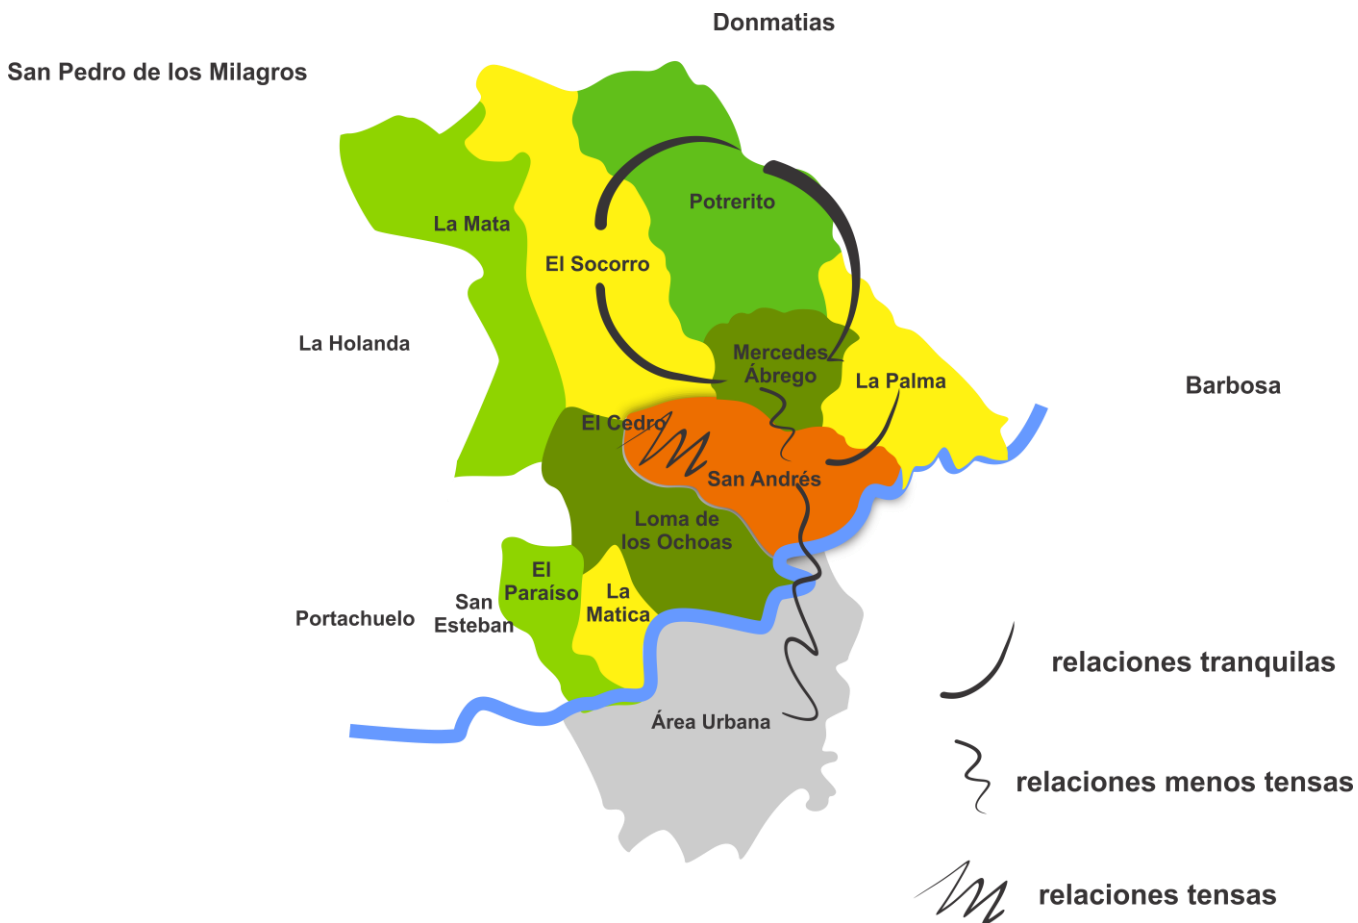 Donmatias
San Pedro de los Milagros
Potrerito
La Mata
El Socorro
La Holanda
Mercedes
Ábrego
La Palma
Barbosa
El Cedro
San Andrés
Loma de
los Ochoas
El
Paraíso
La
Matica
San
Esteban
Portachuelo
relaciones tranquilas
Área Urbana
relaciones menos tensas
relaciones tensas